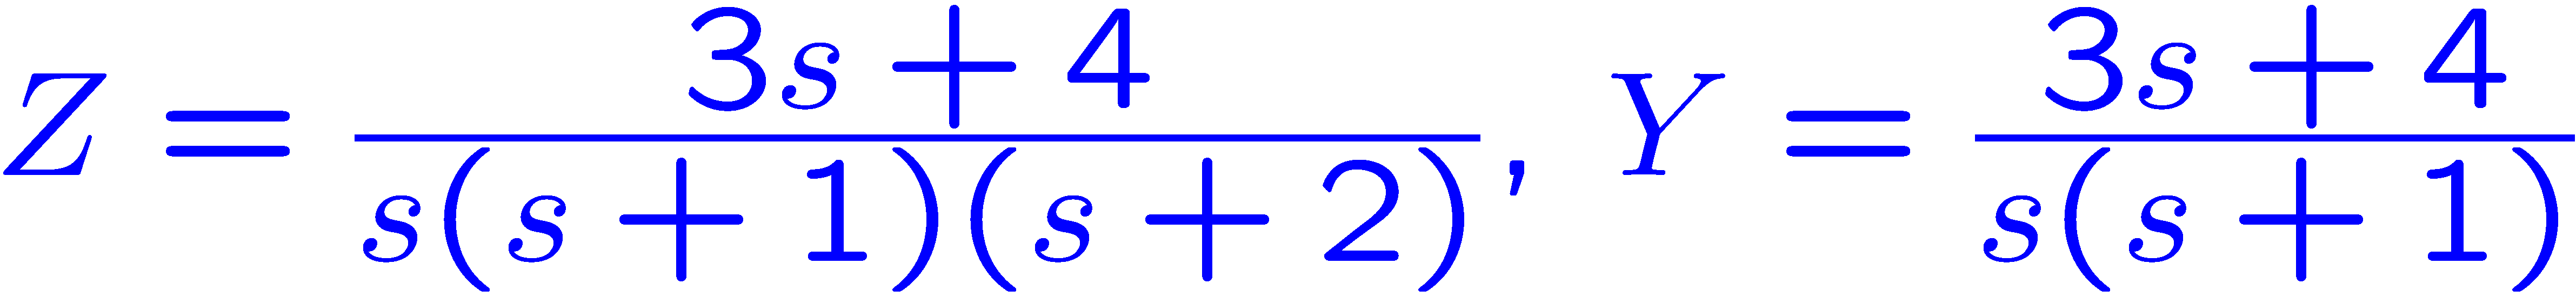 Z = \frac{3s + 4}{s(s + 1)(s + 2)}, Y = \frac{3s + 4}{s(s + 1)}